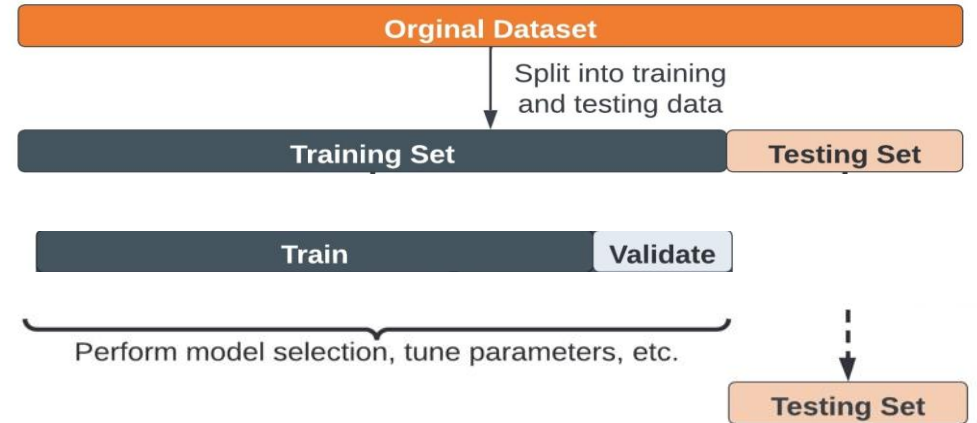 Orginal Dataset
Split into training
and testing data
Training Set
Testing Set
Train
Validate
Perform model selection, tune parameters, etc.
Testing Set